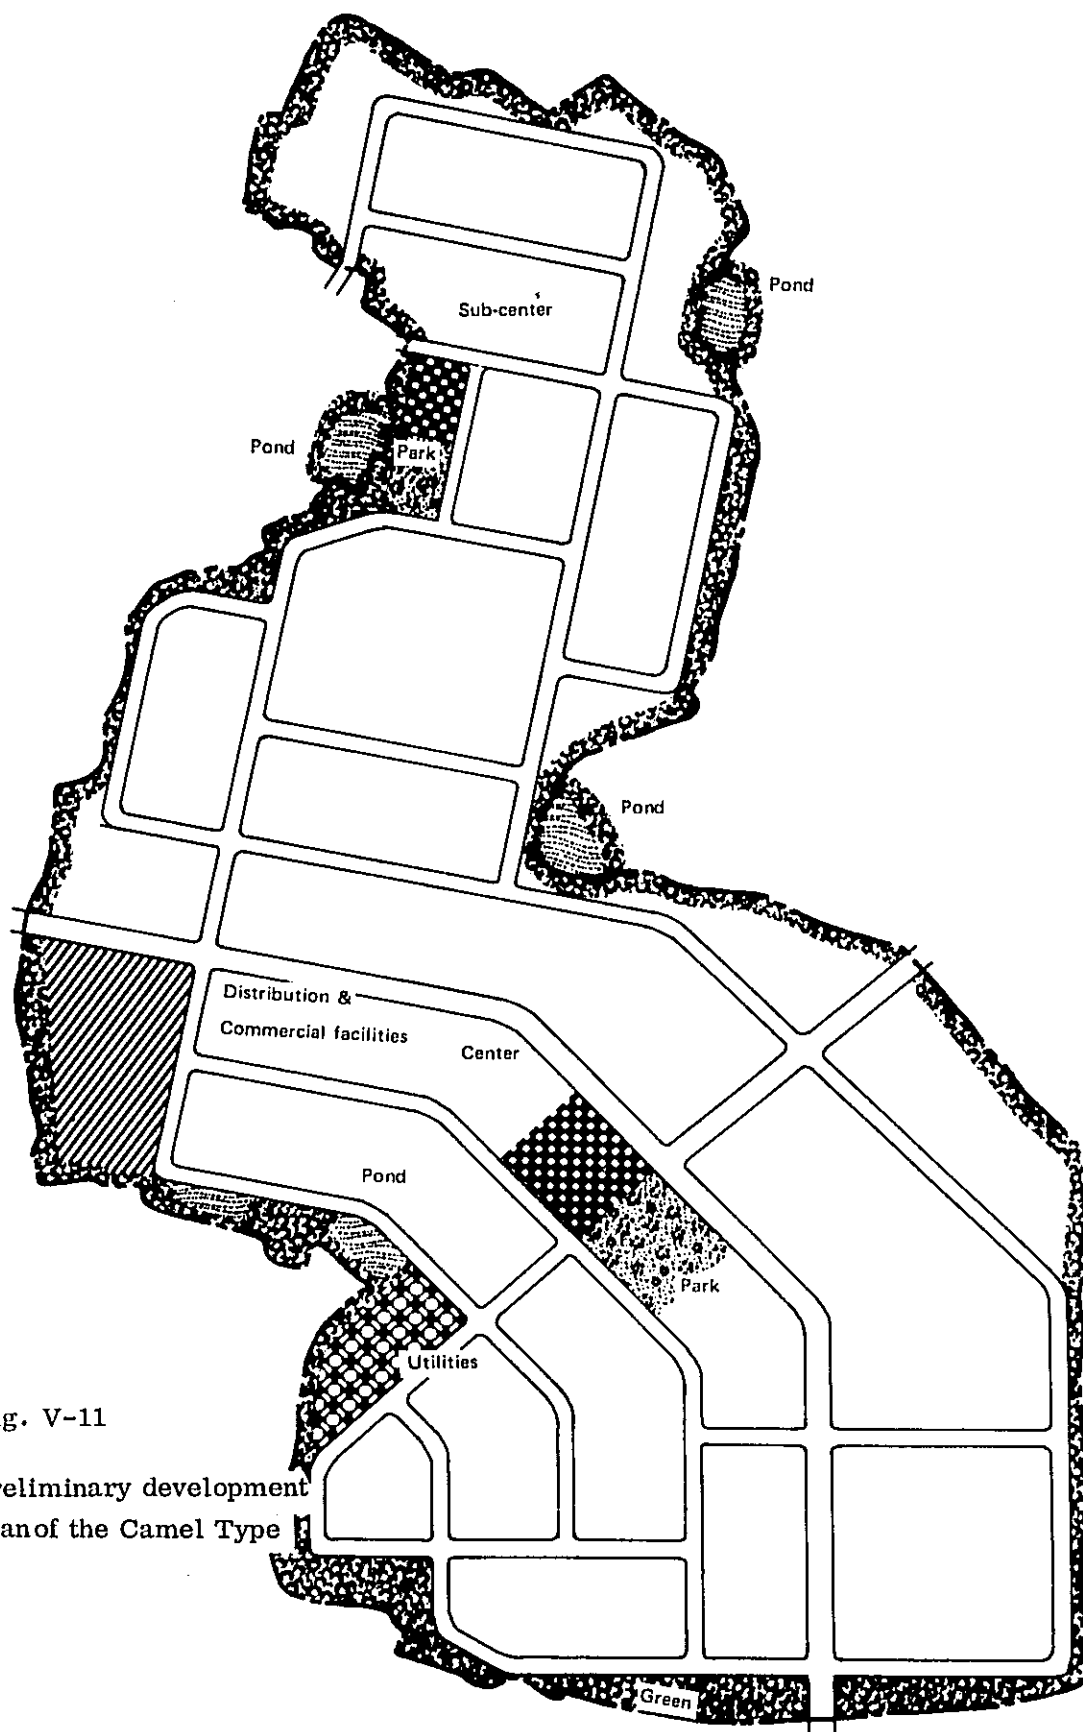 Pond
Sub-center
Pond
Park
Pond
Distribution &
Commercial facilities
Center
Pond
Park
Utilities
g. V-11
reliminary development
an of the Camel Type
Green